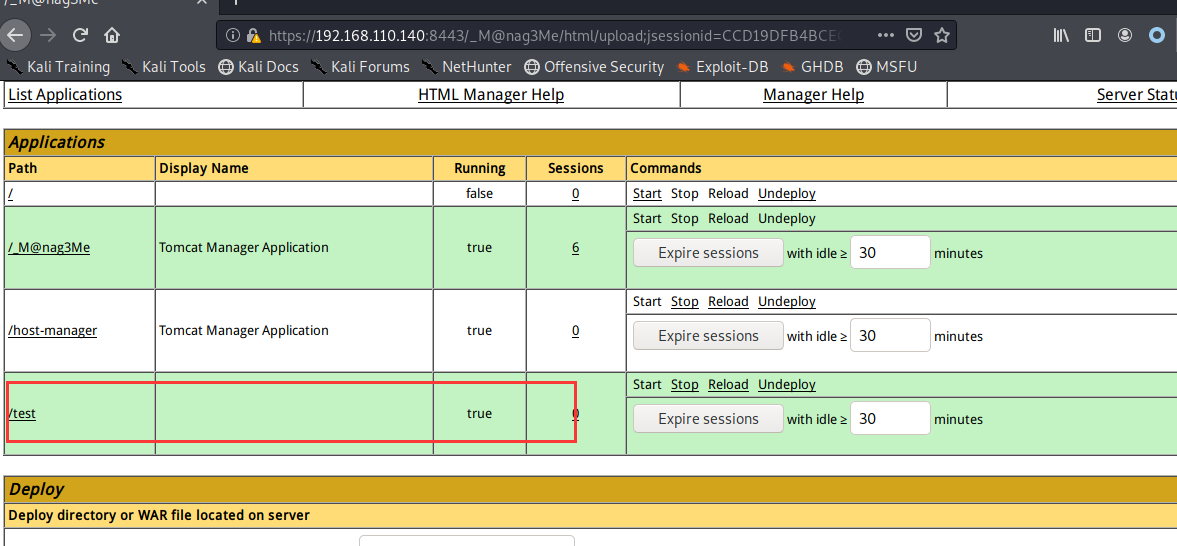 /_M@nag3Me
https://192.168.110.140:8443/_M@nag3Me/html/upload;jsessionid=CCD19DFB4BCE
Kali Training Kali Tools Kali Docs Kali Forums NetHunter Offensive Security Exploit-DB GHDB MSFU
List Applications HTML Manager Help Manager Help Server
Applications
Path Display Name Running Sessions Commands
/ false 0 Start Stop Reload Undeploy
Start Stop Reload Undeploy
/_M@nag3Me Tomcat Manager Application true 6 Expire sessions with idle ≥ 30 minutes
Start Stop Reload Undeploy
/host-manager Tomcat Manager Application true 0 Expire sessions with idle ≥ 30 minutes
Start Stop Reload Undeploy
/test true 0 Expire sessions with idle ≥ 30 minutes
Deploy
Deploy directory or WAR file located on server